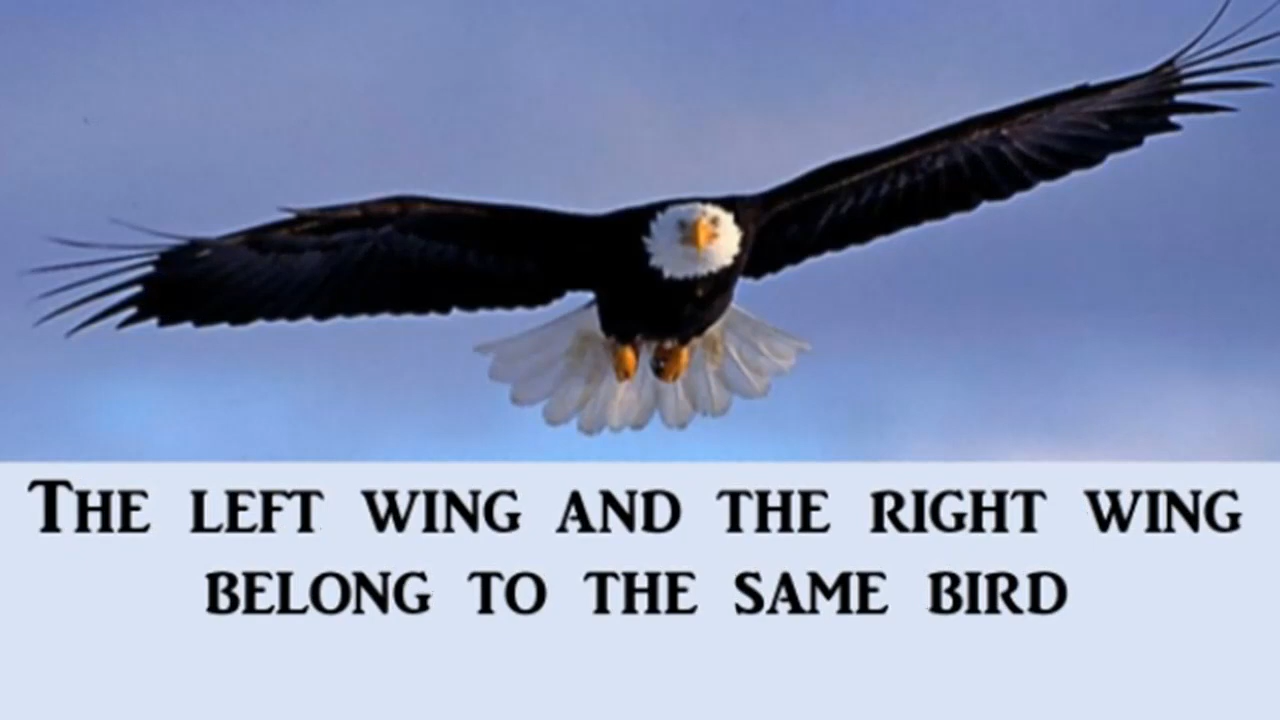 The left wing and the right wing
belong to the same bird